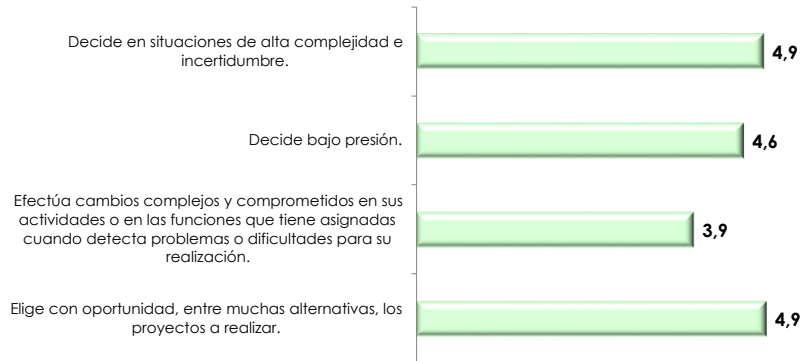 Decide en situaciones de alta complejidad e
incertidumbre.
4,9
Decide bajo presión.
4,6
Efectúa cambios complejos y comprometidos en sus
actividades o en las funciones que tiene asignadas
cuando detecta problemas o dificultades para su
realización.
3,9
Elige con oportunidad, entre muchas alternativas, los
proyectos a realizar.
4,9